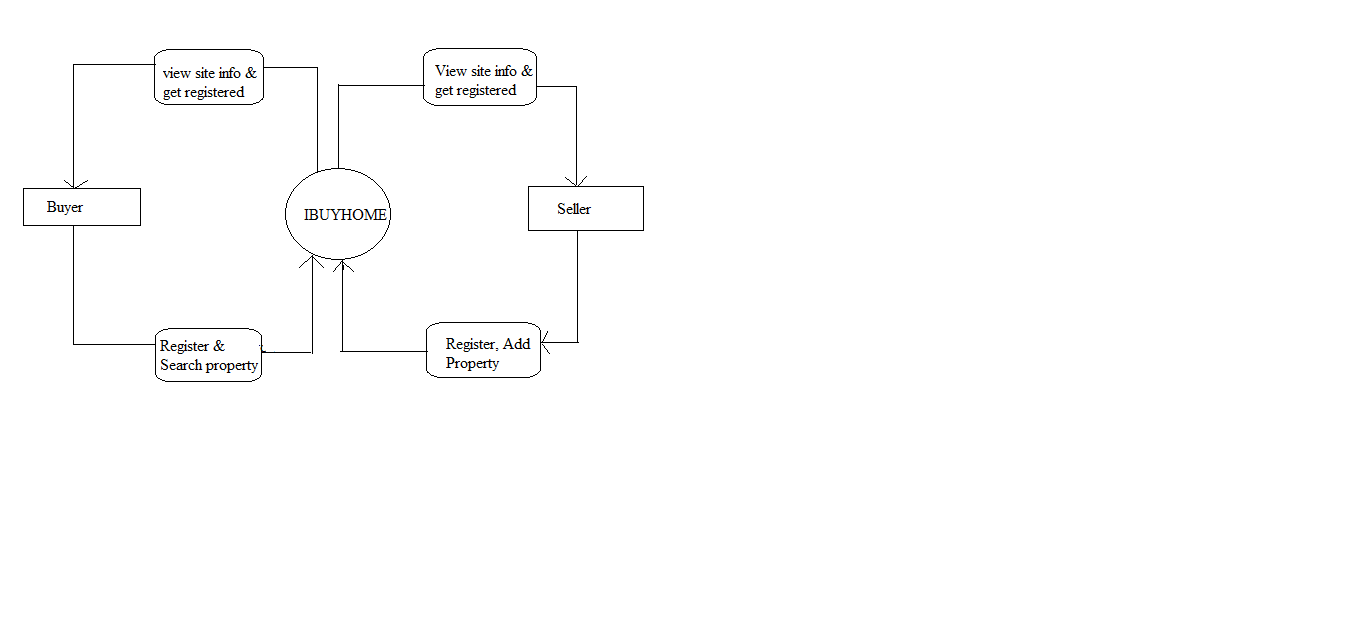 view site info &
get registered
View site info &
get registered
Buyer
IBUYHOME
Seller
Register &
Search property
Register, Add
Property